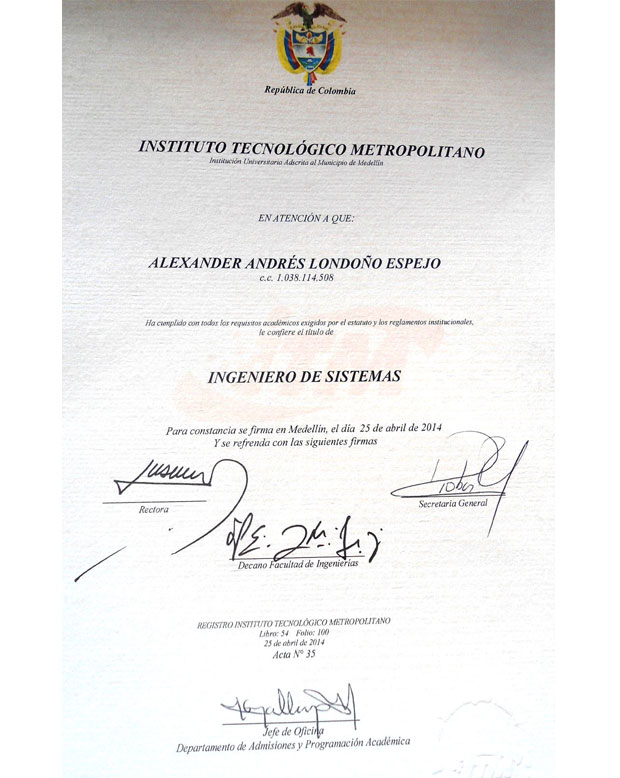 República de Colombia
INSTITUTO TECNOLÓGICO METROPOLITANO
Institución Universitaria Adscrita al Municipio de Medellín
EN ATENCIÓN A QUE:
ALEXANDER ANDRÉS LONDOÑO ESPEJO
c.c. 1.038.114.508
Ha cumplido con todos los requisitos académicos exigidos por el estatuto y los reglamentos institucionales,
le confiere el título de
ITM
INGENIERO DE SISTEMAS
Para constancia se firma en Medellín, el día 25 de abril de 2014
Y se refrenda con las siguientes firmas
Rectora
Secretaria General
Decano Facultad de Ingenierías
REGISTRO INSTITUTO TECNOLÓGICO METROPOLITANO
Libro: 54 Folio: 100
25 de abril de 2014
Acta Nº 35
Jefe de Oficina
Departamento de Admisiones y Programación Académica